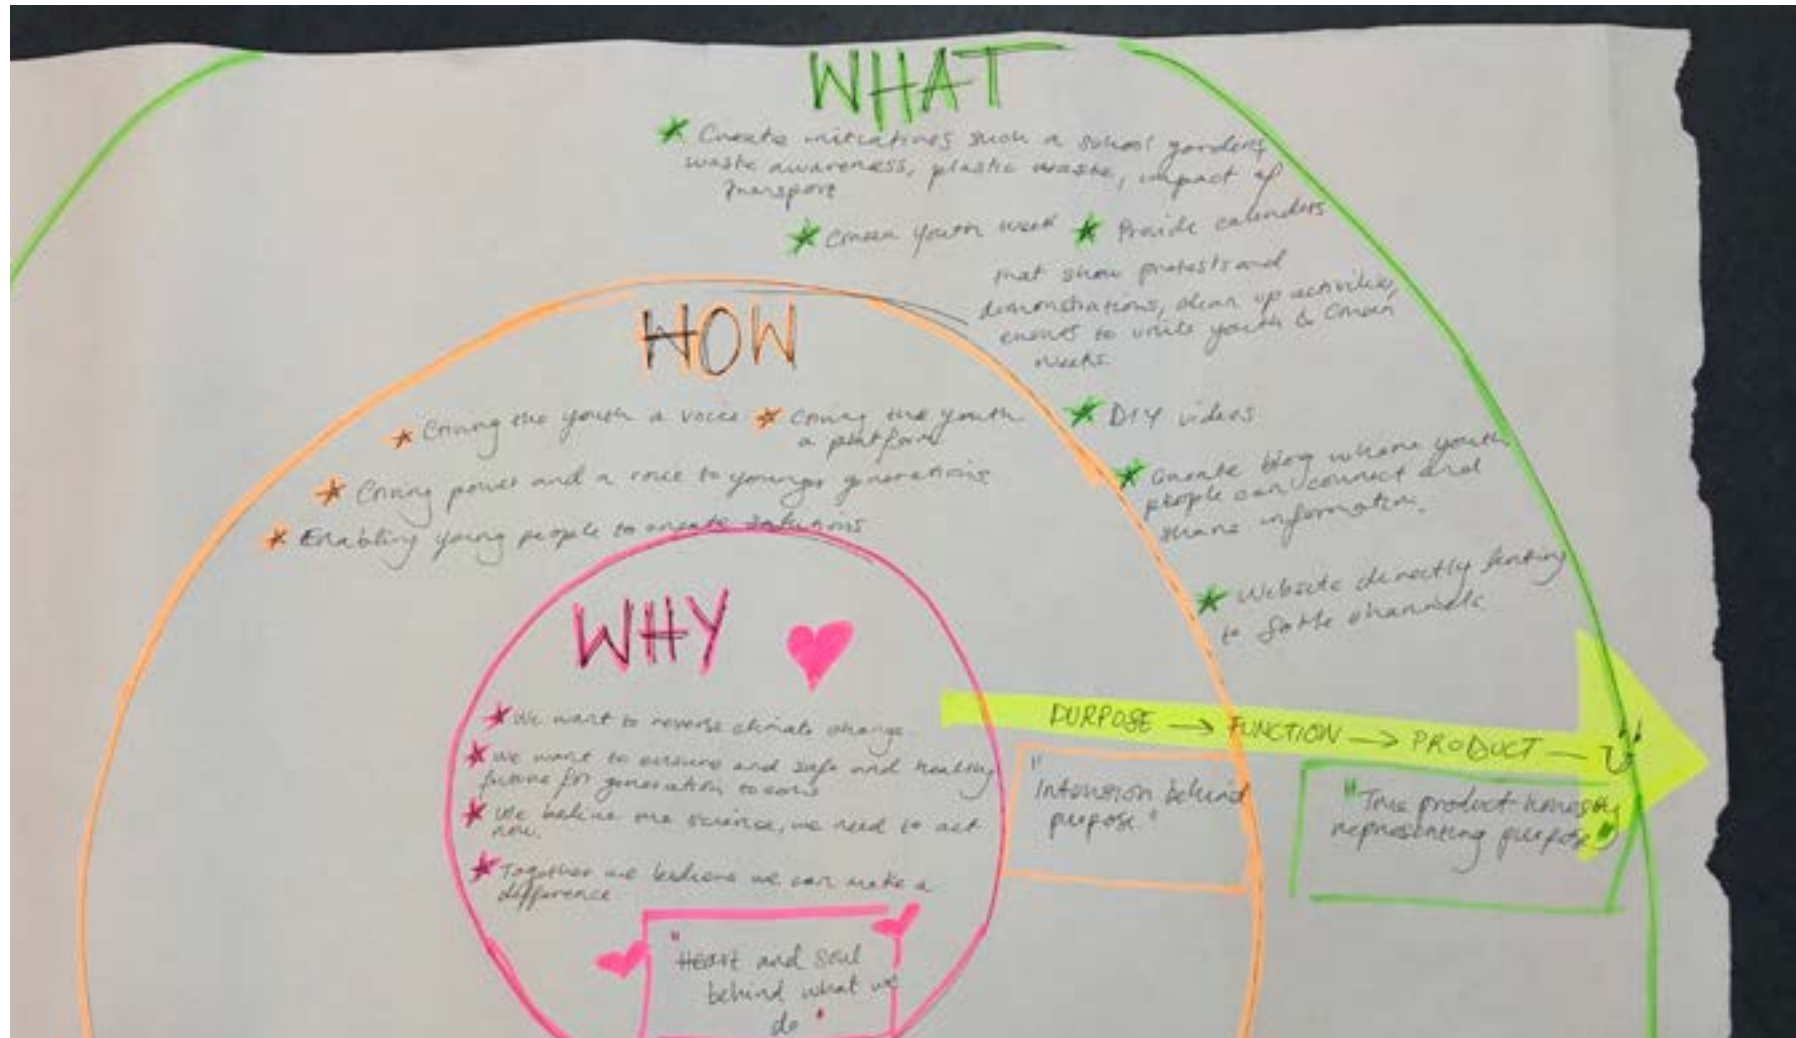 WHAT
* Create initiatives such a school gardens,
waste awareness, plastic waste, impact of
transport
* Green youth week
* Provide calenders
that show protests and
demonstrations, clean up activities,
events to unite youth & Green
weeks.
* DIY videos
* Create blog where youth
people can connect and
share information.
* Website directly linking
to channels
HOW
* Giving the youth a voice
* Giving the youth
a platform
* Giving power and a voice to younger generations
* Enabling young people to create solutions
WHY
* We want to reverse climate change
* We want to ensure and safe and healthy
future for generation to come
* We believe the science, we need to act
now.
* Together we believe we can make a
difference
"Heart and soul
behind what we
do"
PURPOSE → FUNCTION → PRODUCT —
"
Intension behind
purpose."
"True product honestly
representing purpose"